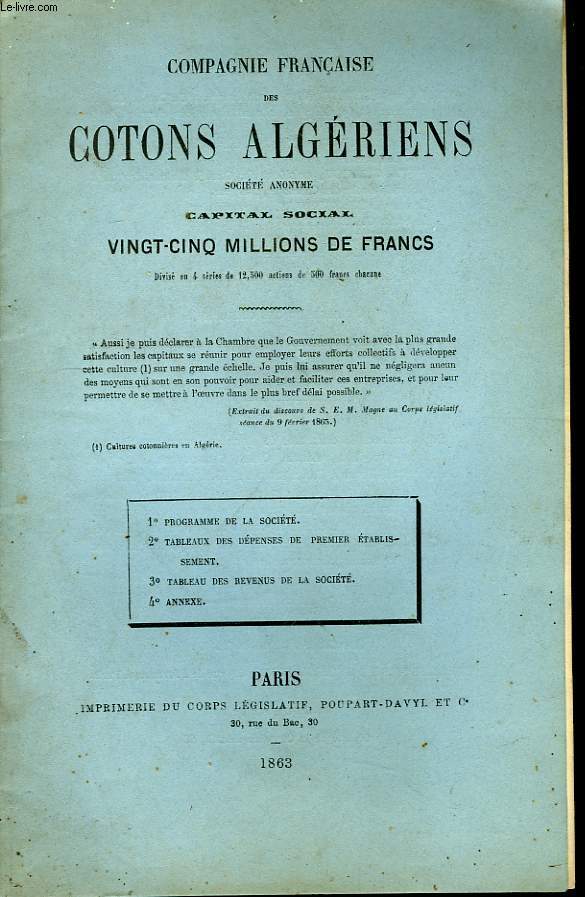 Le-livre.com
COMPAGNIE FRANÇAISE
DES
COTONS ALGÉRIENS
SOCIÉTÉ ANONYME
CAPITAL SOCIAL
VINGT-CINQ MILLIONS DE FRANCS
Divisé en 4 séries de 12,500 actions de 500 francs chacune
« Aussi je puis déclarer à la Chambre que le Gouvernement voit avec la plus grande
satisfaction les capitaux se réunir pour employer leurs efforts collectifs à développer
cette culture (1) sur une grande échelle. Je puis lui assurer qu'il ne négligera aucun
des moyens qui sont en son pouvoir pour aider et faciliter ces entreprises, et pour leur
permettre de se mettre à l'œuvre dans le plus bref délai possible. »
(Extrait du discours de S. E. M. Magne au Corps législatif
séance du 9 février 1863.)
(1) Cultures cotonnières en Algérie.
1º PROGRAMME DE LA SOCIÉTÉ.
2º TABLEAUX DES DÉPENSES DE PREMIER ÉTABLIS-
SEMENT.
3º TABLEAU DES REVENUS DE LA SOCIÉTÉ.
4º ANNEXE.
PARIS
IMPRIMERIE DU CORPS LÉGISLATIF, POUPART-DAVYL ET Cᵉ
30, rue du Bac, 30
1863